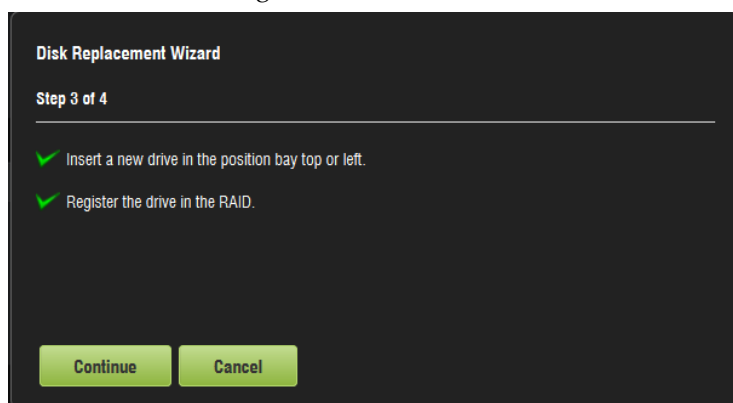 Disk Replacement Wizard
Step 3 of 4
Insert a new drive in the position bay top or left.
Register the drive in the RAID.
Continue Cancel